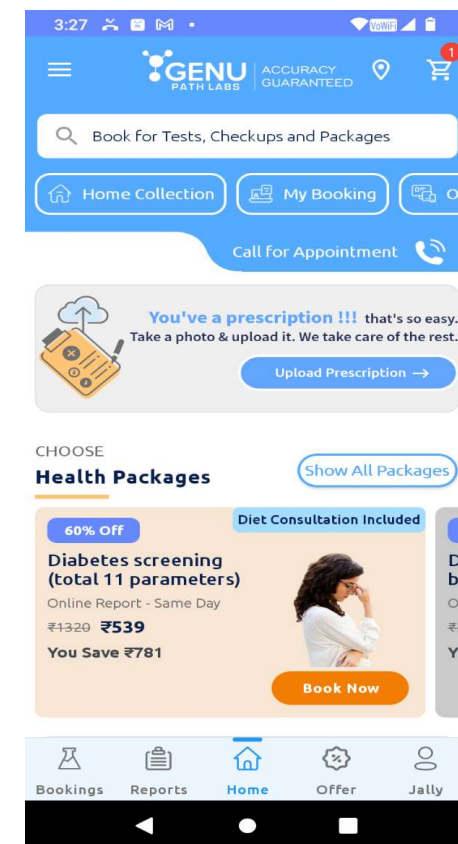 3:27
VoWiFi
1
GENU
PATH LABS
ACCURACY
GUARANTEED
Book for Tests, Checkups and Packages
Home Collection
My Booking
O
Call for Appointment
You've a prescription !!! that's so easy.
Take a photo & upload it. We take care of the rest.
Upload Prescription →
CHOOSE
Health Packages
Show All Packages
60% Off
Diet Consultation Included
Diabetes screening
(total 11 parameters)
Online Report - Same Day
₹1320 ₹539
You Save ₹781
Book Now
D
b
O
₹
Y
Bookings
Reports
Home
Offer
Jally